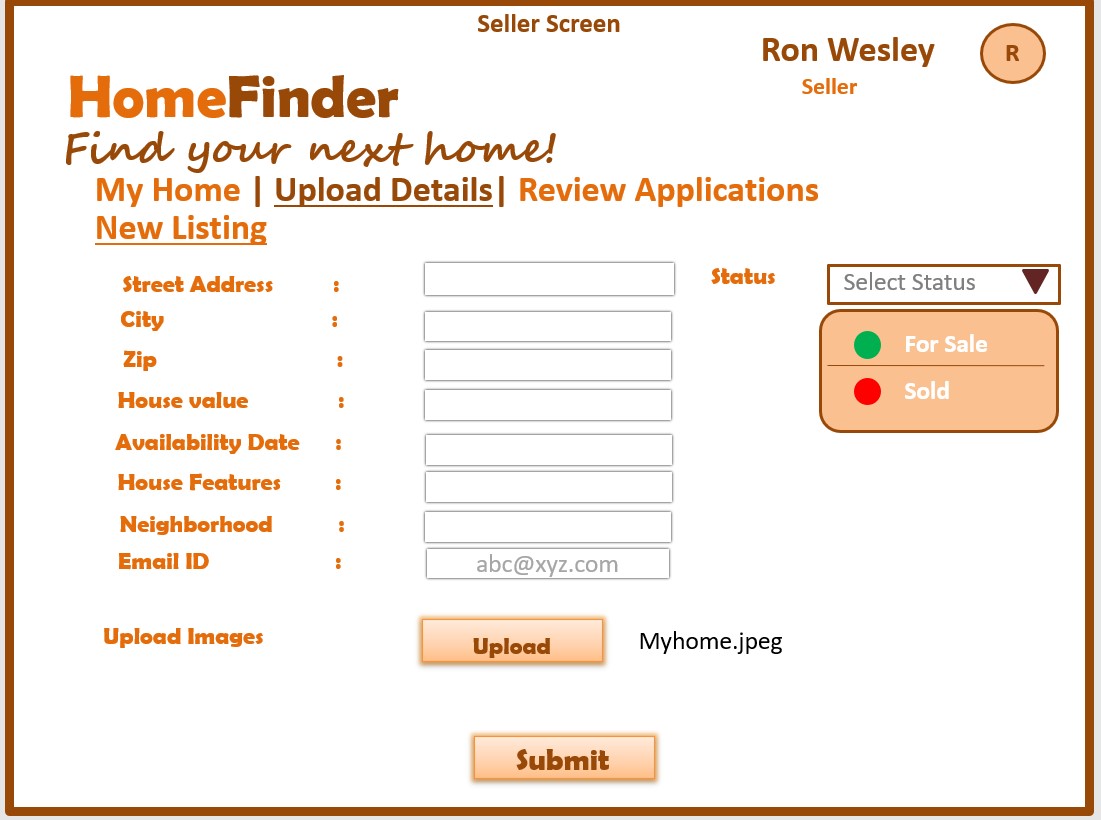 Seller Screen
Ron Wesley
R
Seller
HomeFinder
Find your next home!
My Home | Upload Details| Review Applications
New Listing
Street Address :
Status
Select Status
City :
For Sale
Zip :
Sold
House value :
Availability Date :
House Features :
Neighborhood :
Email ID : abc@xyz.com
Upload Images Upload Myhome.jpeg
Submit